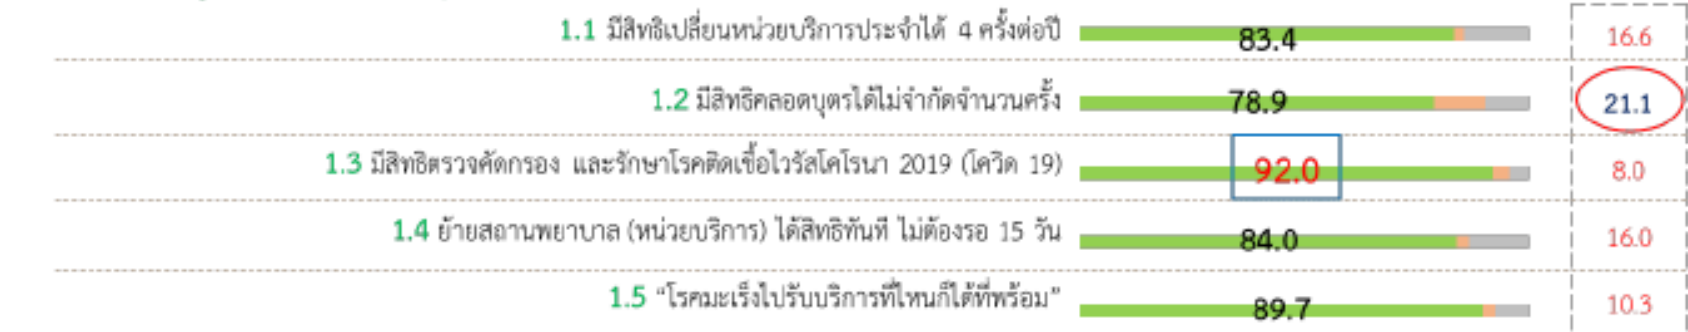 1.1 มีสิทธิเปลี่ยนหน่วยบริการประจำได้ 4 ครั้งต่อปี 83.4 16.6
1.2 มีสิทธิคลอดบุตรได้ไม่จำกัดจำนวนครั้ง 78.9 21.1
1.3 มีสิทธิตรวจคัดกรอง และรักษาโรคติดเชื้อไวรัสโคโรนา 2019 (โควิด 19) 92.0 8.0
1.4 ย้ายสถานพยาบาล (หน่วยบริการ) ได้สิทธิทันที ไม่ต้องรอ 15 วัน 84.0 16.0
1.5 “โรคมะเร็งไปรับบริการที่ไหนก็ได้ที่พร้อม” 89.7 10.3